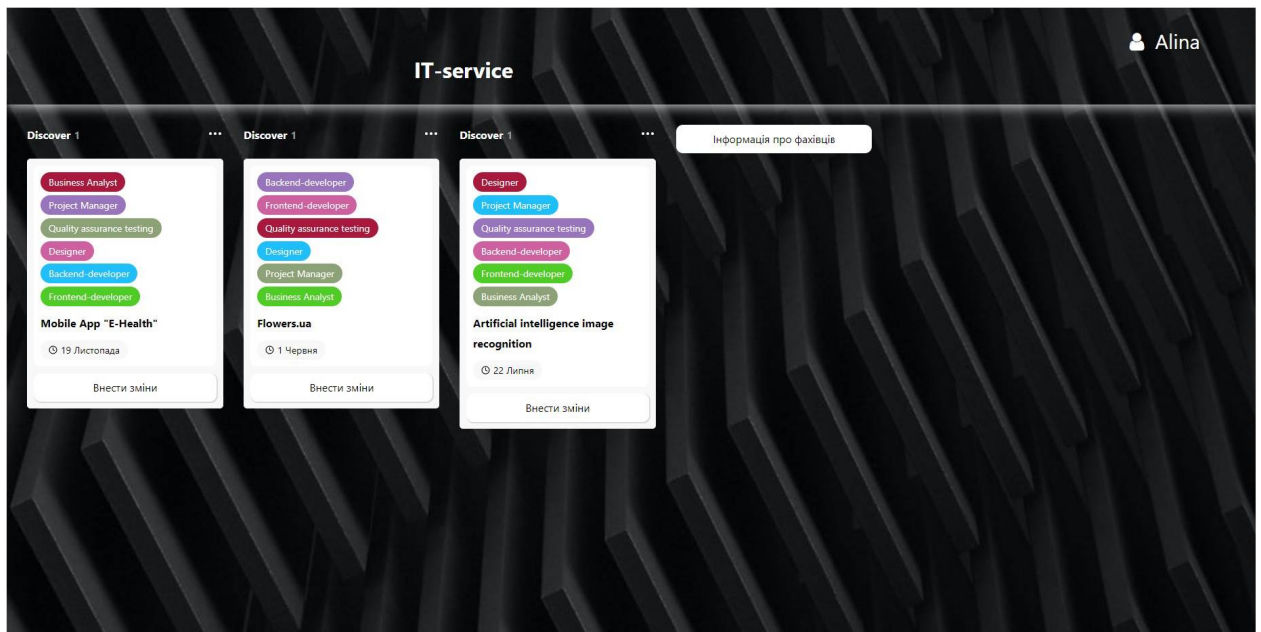 Alina
IT-service
Discover 1
Business Analyst
Project Manager
Quality assurance testing
Designer
Backend-developer
Frontend-developer
Mobile App "E-Health"
19 Листопада
Внести зміни
Discover 1
Backend-developer
Frontend-developer
Quality assurance testing
Designer
Project Manager
Business Analyst
Flowers.ua
1 Червня
Внести зміни
Discover 1
Designer
Project Manager
Quality assurance testing
Backend-developer
Frontend-developer
Business Analyst
Artificial intelligence image
recognition
22 Липня
Внести зміни
Інформація про фахівців